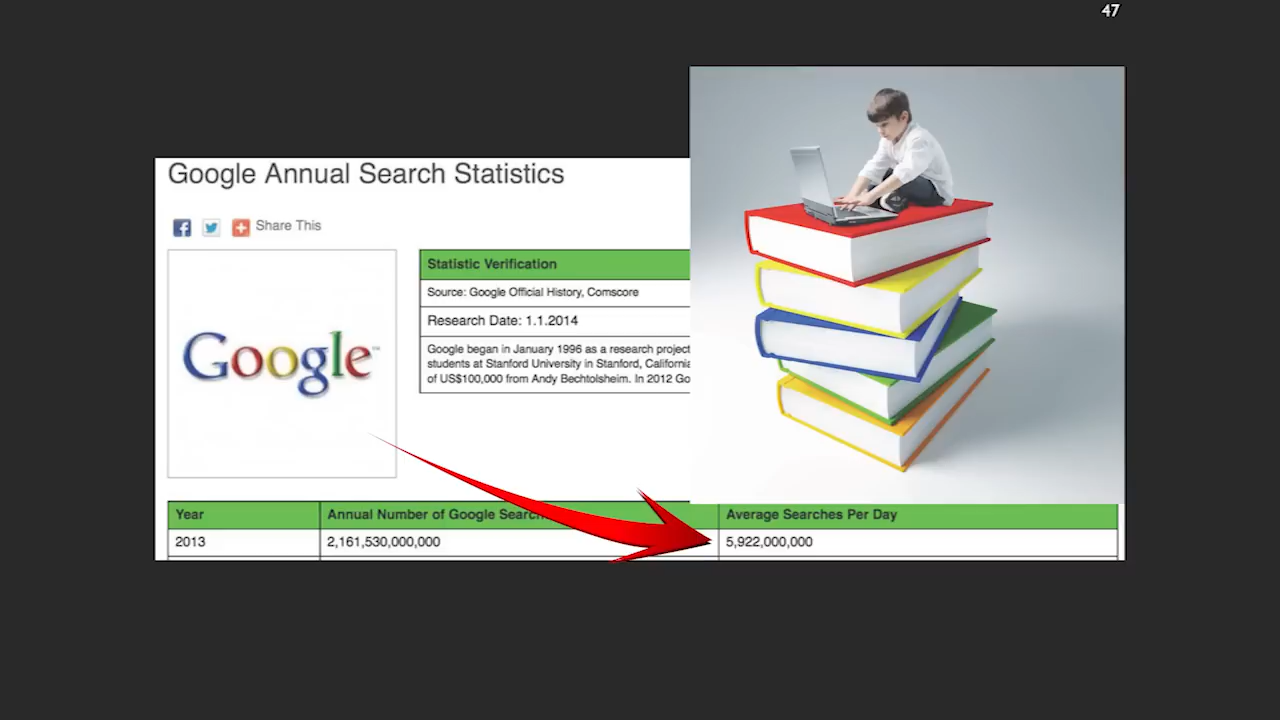 47
Google Annual Search Statistics
Share This
Google™
Statistic Verification
Source: Google Official History, Comscore
Research Date: 1.1.2014
Google began in January 1996 as a research project
students at Stanford University in Stanford, California
of US$100,000 from Andy Bechtolsheim. In 2012 Go
Year Annual Number of Google Search Average Searches Per Day
2013 2,161,530,000,000 5,922,000,000